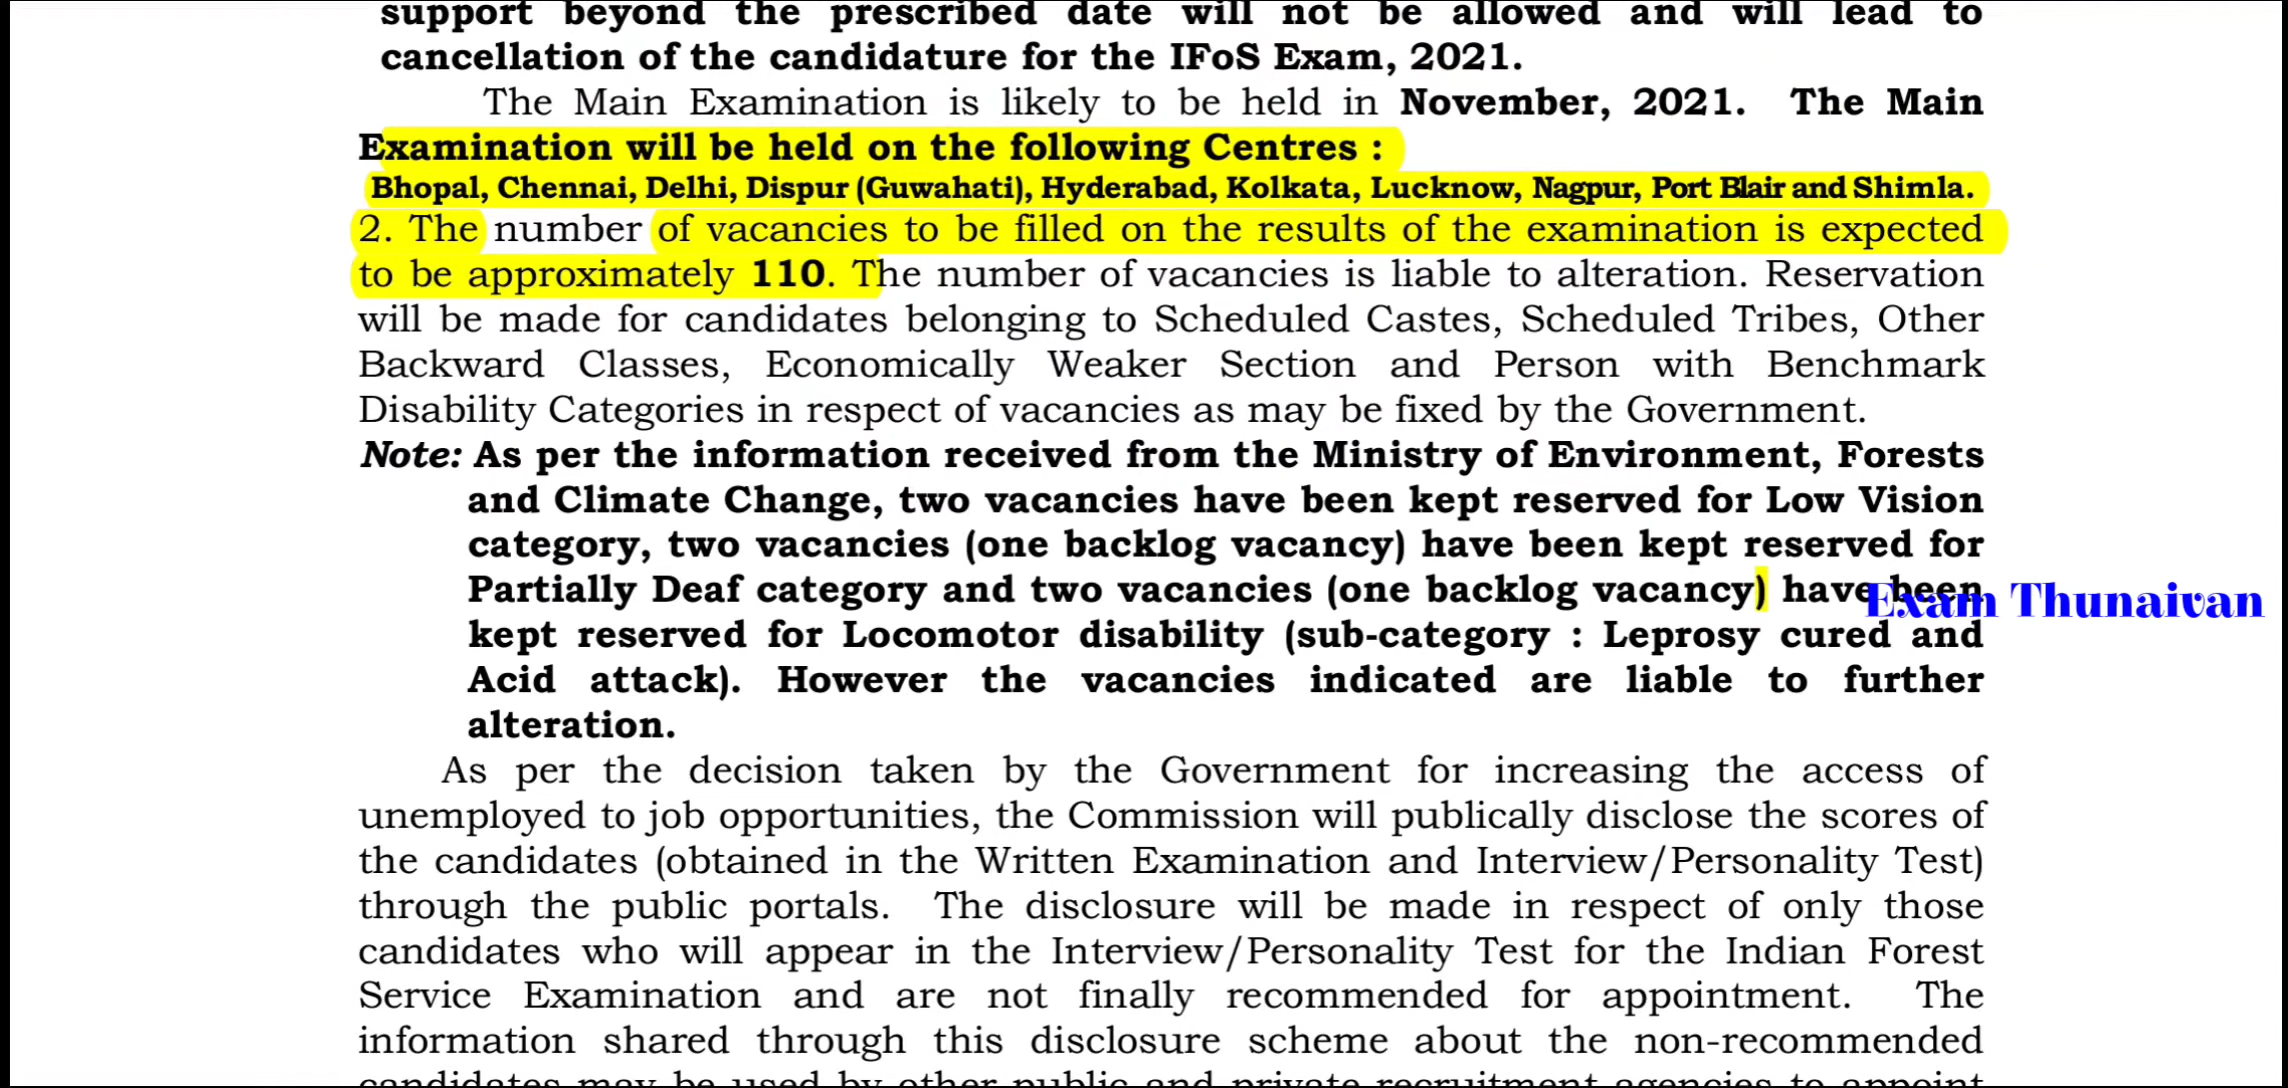 support beyond the prescribed date will not be allowed and will lead to
cancellation of the candidature for the IFoS Exam, 2021.
The Main Examination is likely to be held in November, 2021. The Main
Examination will be held on the following Centres :
Bhopal, Chennai, Delhi, Dispur (Guwahati), Hyderabad, Kolkata, Lucknow, Nagpur, Port Blair and Shimla.
2. The number of vacancies to be filled on the results of the examination is expected
to be approximately 110. The number of vacancies is liable to alteration. Reservation
will be made for candidates belonging to Scheduled Castes, Scheduled Tribes, Other
Backward Classes, Economically Weaker Section and Person with Benchmark
Disability Categories in respect of vacancies as may be fixed by the Government.
Note: As per the information received from the Ministry of Environment, Forests
and Climate Change, two vacancies have been kept reserved for Low Vision
category, two vacancies (one backlog vacancy) have been kept reserved for
Partially Deaf category and two vacancies (one backlog vacancy) have been
Exam Thunaivan
kept reserved for Locomotor disability (sub-category : Leprosy cured and
Acid attack). However the vacancies indicated are liable to further
alteration.
As per the decision taken by the Government for increasing the access of
unemployed to job opportunities, the Commission will publically disclose the scores of
the candidates (obtained in the Written Examination and Interview/Personality Test)
through the public portals. The disclosure will be made in respect of only those
candidates who will appear in the Interview/Personality Test for the Indian Forest
Service Examination and are not finally recommended for appointment. The
information shared through this disclosure scheme about the non-recommended
candidates may be used by other public and private recruitment agencies to appoint